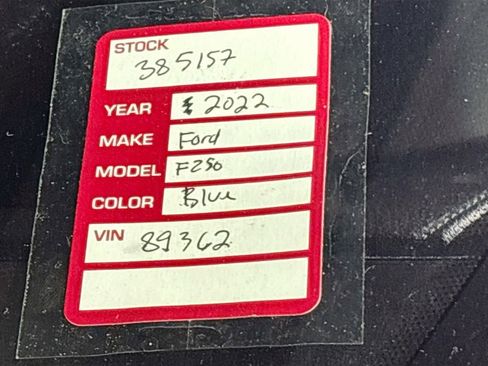 STOCK
385157
YEAR 2022
MAKE Ford
MODEL F250
COLOR Blue
VIN 89362